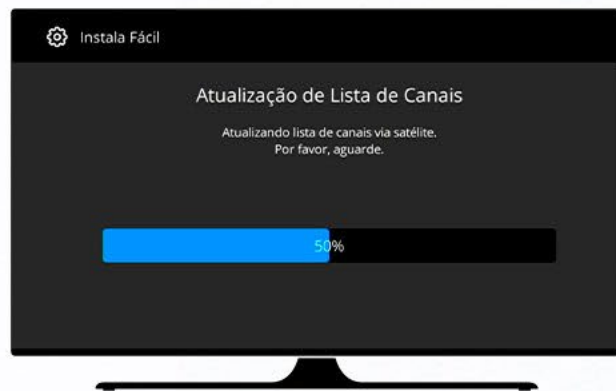 Instala Fácil
Atualização de Lista de Canais
Atualizando lista de canais via satélite.
Por favor, aguarde.
50%